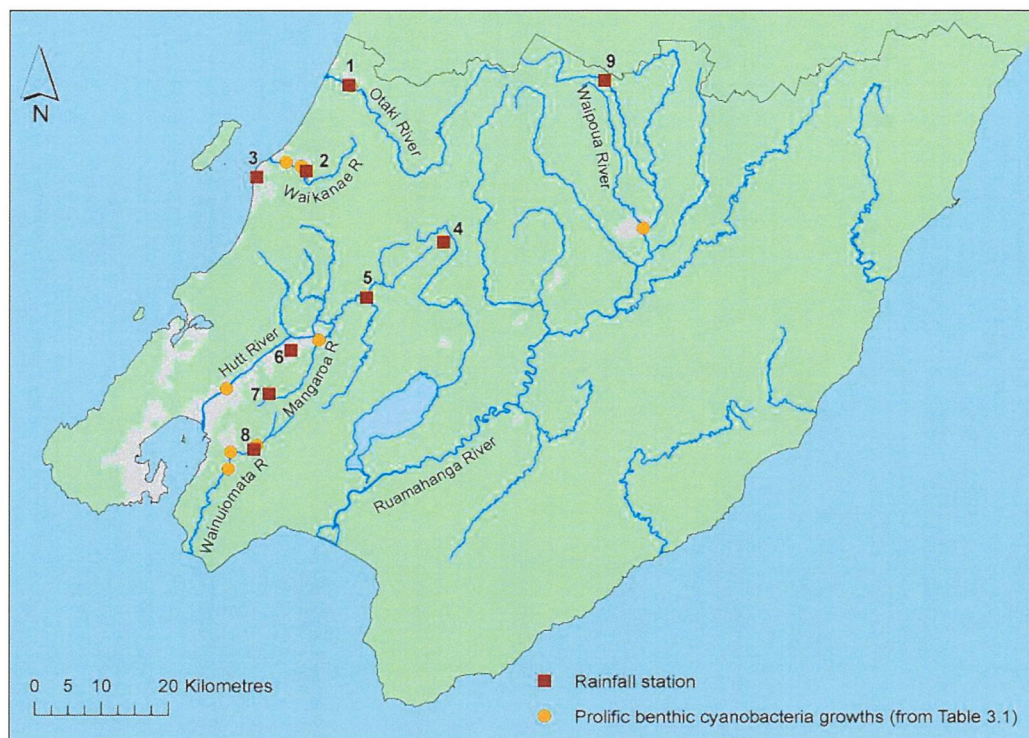 1
9
Otaki River
Waipoua River
N
3
2
Waikanae R
4
5
Hutt River
6
Mangaroa R
7
8
Wainuiomata R
Ruamahanga River
0 5 10 20 Kilometres
Rainfall station
Prolific benthic cyanobacteria growths (from Table 3.1)